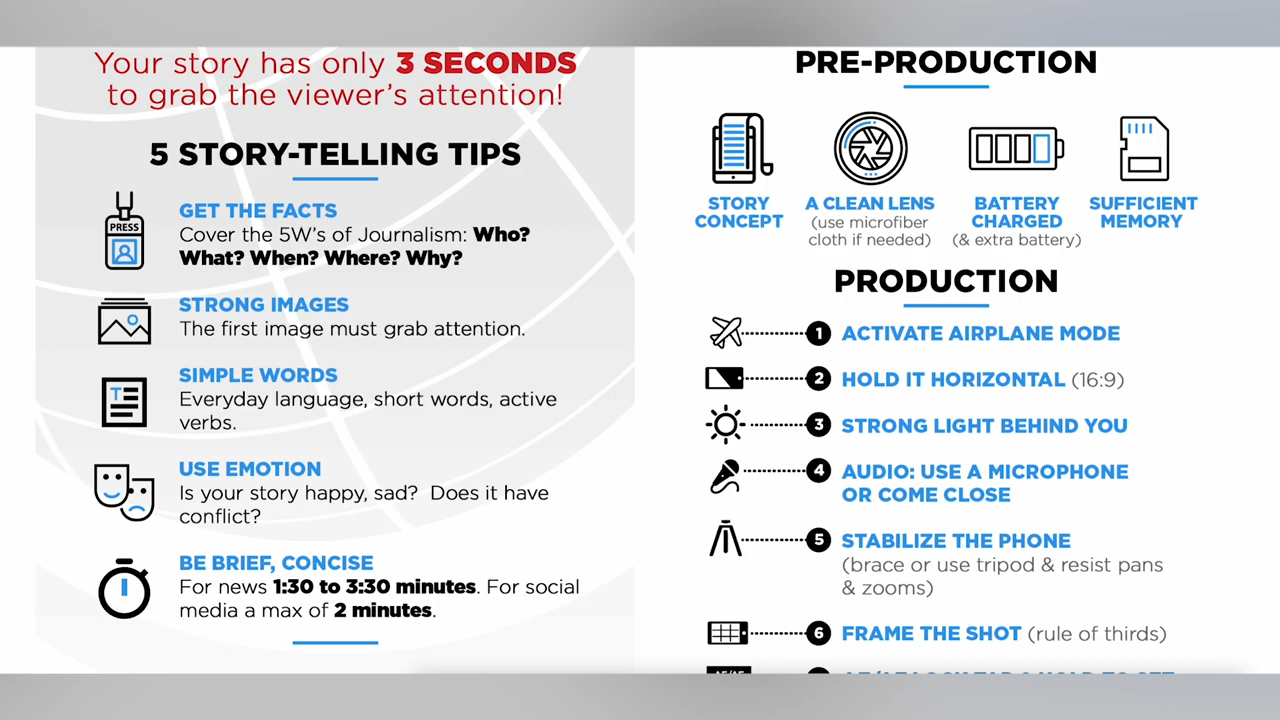 Your story has only 3 SECONDS
to grab the viewer's attention!
5 STORY-TELLING TIPS
PRESS
GET THE FACTS
Cover the 5W's of Journalism: Who?
What? When? Where? Why?
STRONG IMAGES
The first image must grab attention.
T
SIMPLE WORDS
Everyday language, short words, active
verbs.
USE EMOTION
Is your story happy, sad? Does it have
conflict?
BE BRIEF, CONCISE
For news 1:30 to 3:30 minutes. For social
media a max of 2 minutes.
PRE-PRODUCTION
STORY
CONCEPT
A CLEAN LENS
(use microfiber
cloth if needed)
BATTERY
CHARGED
(& extra battery)
SUFFICIENT
MEMORY
PRODUCTION
1 ACTIVATE AIRPLANE MODE
2 HOLD IT HORIZONTAL (16:9)
3 STRONG LIGHT BEHIND YOU
4 AUDIO: USE A MICROPHONE
OR COME CLOSE
5 STABILIZE THE PHONE
(brace or use tripod & resist pans
& zooms)
6 FRAME THE SHOT (rule of thirds)